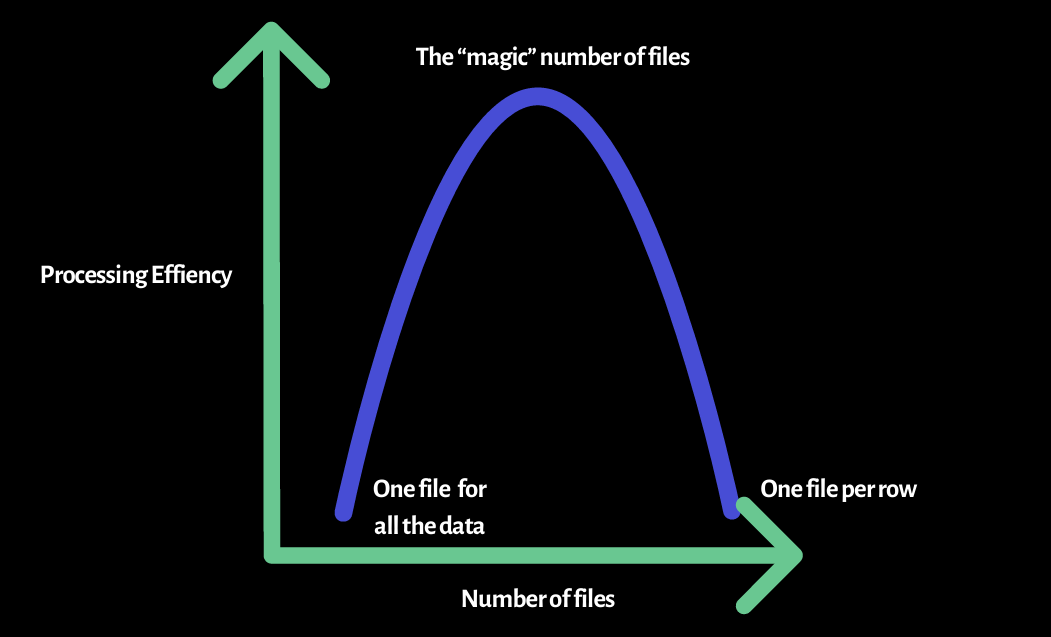 The “magic” number of files
Processing Effiency
One file for
all the data
One file per row
Number of files